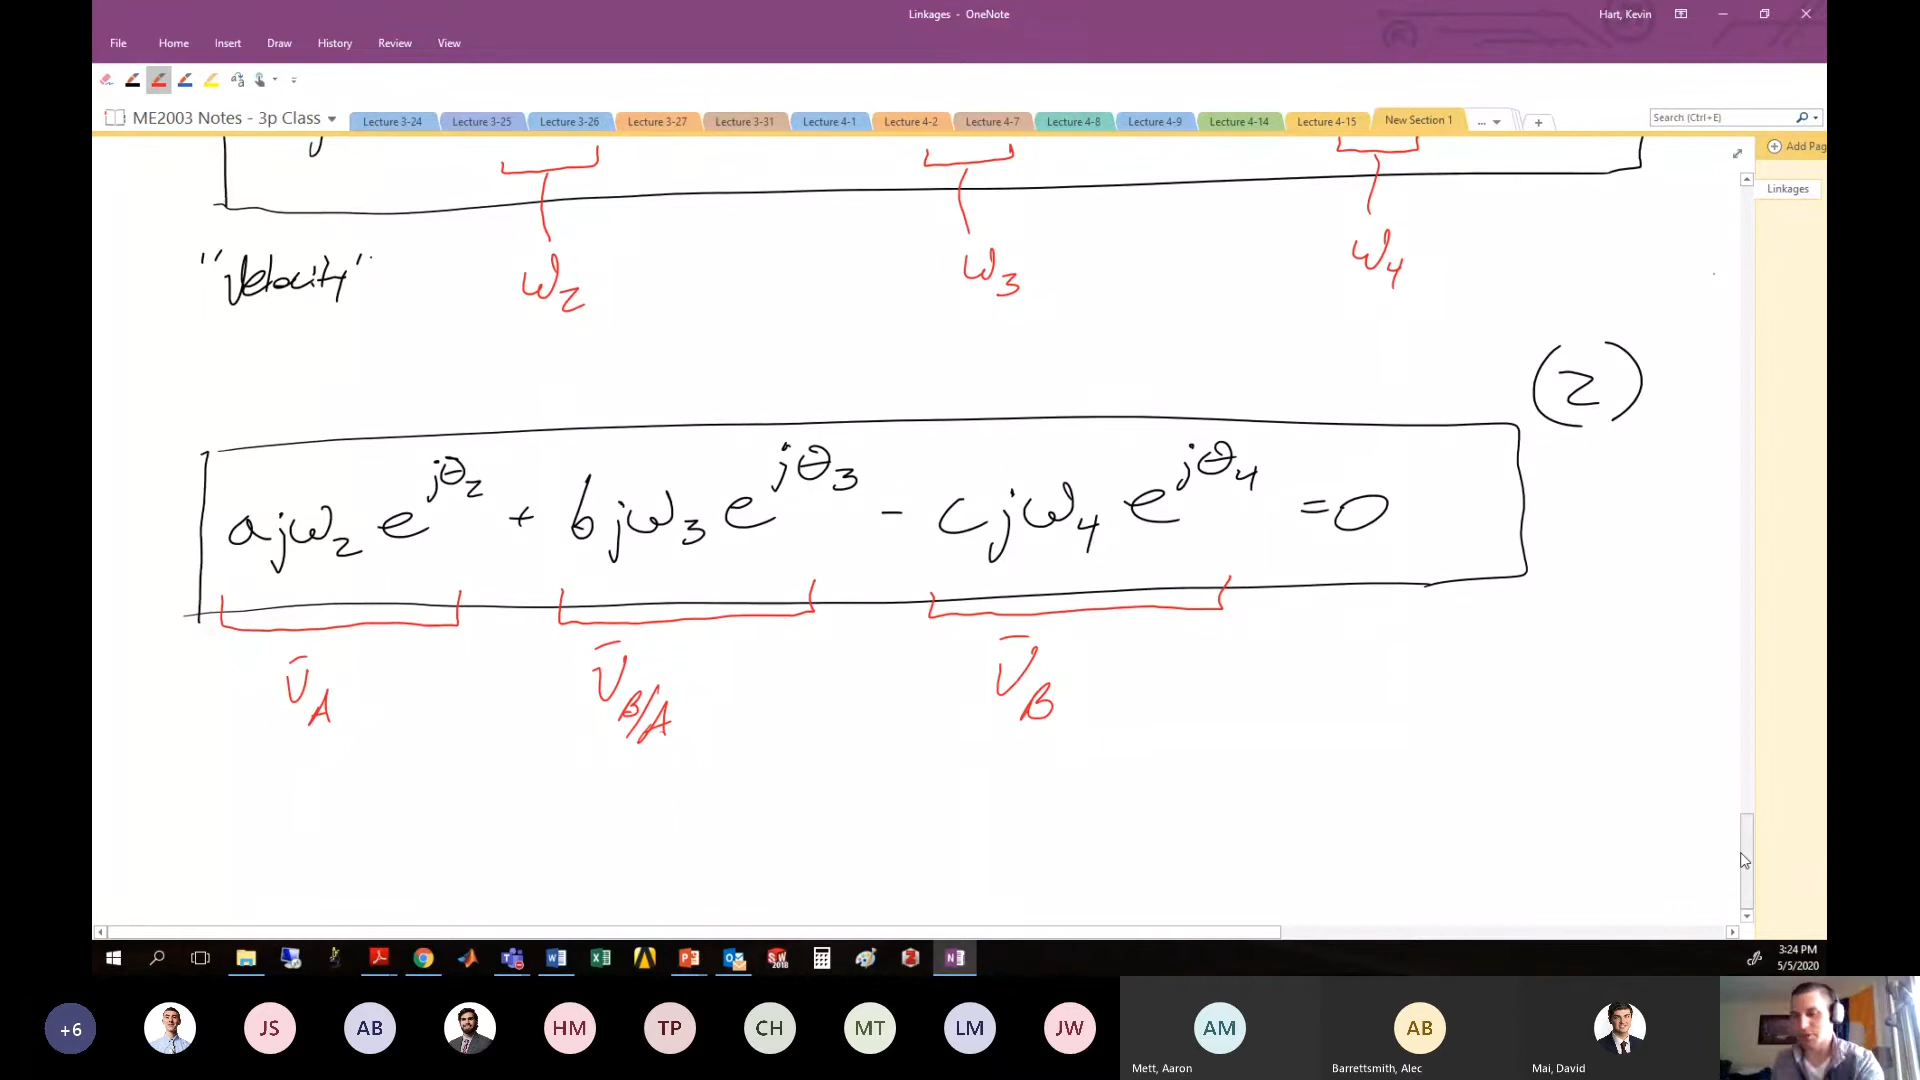 Linkages - OneNote
Hart, Kevin
File Home Insert Draw History Review View
ME2003 Notes - 3p Class
Lecture 3-24 Lecture 3-25 Lecture 3-26 Lecture 3-27 Lecture 3-31 Lecture 4-1 Lecture 4-2 Lecture 4-7 Lecture 4-8 Lecture 4-9 Lecture 4-14 Lecture 4-15 New Section 1 ...
Search (Ctrl+E)
Add Pag
Linkages
ω₂ ω₃ ω₄
"Velocity"
(2)
ajω₂ e^{jθ₂} + bjω₃ e^{jθ₃} - cjω₄ e^{jθ₄} = 0
V̄_A V̄_{B/A} V̄_B
3:24 PM
5/5/2020
+6 JS AB HM TP CH MT LM JW AM AB
Mett, Aaron Barrettsmith, Alec Mai, David